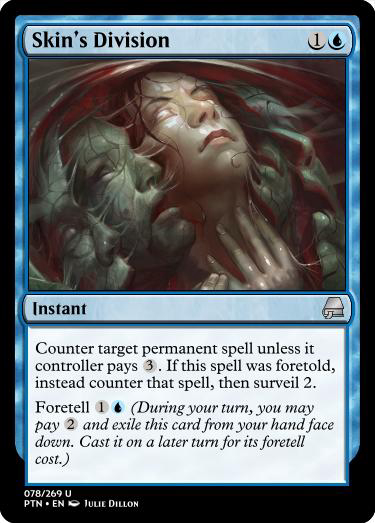 Skin's Division 1
Instant
Counter target permanent spell unless it
controller pays 3. If this spell was foretold,
instead counter that spell, then surveil 2.
Foretell 1 (During your turn, you may
pay 2 and exile this card from your hand face
down. Cast it on a later turn for its foretell
cost.)
078/269 U
PTN • EN Julie Dillon